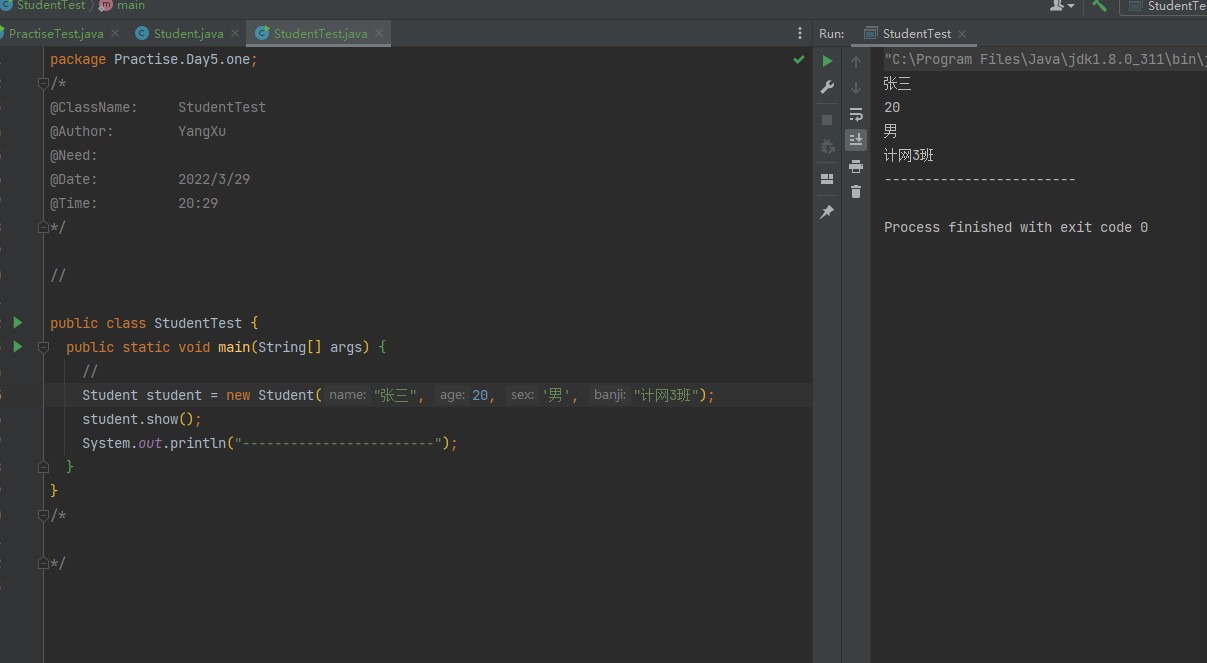 StudentTest 〉 main
StudentTe
PractiseTest.java
Student.java
StudentTest.java
Run: StudentTest
package Practise.Day5.one;
/*
@ClassName: StudentTest
@Author: YangXu
@Need:
@Date: 2022/3/29
@Time: 20:29
*/
//
public class StudentTest {
public static void main(String[] args) {
//
Student student = new Student( name: "张三", age: 20, sex: '男', banji: "计网3班");
student.show();
System.out.println("------------------------");
}
}
/*
*/
"C:\Program Files\Java\jdk1.8.0_311\bin\
张三
20
男
计网3班
------------------------
Process finished with exit code 0